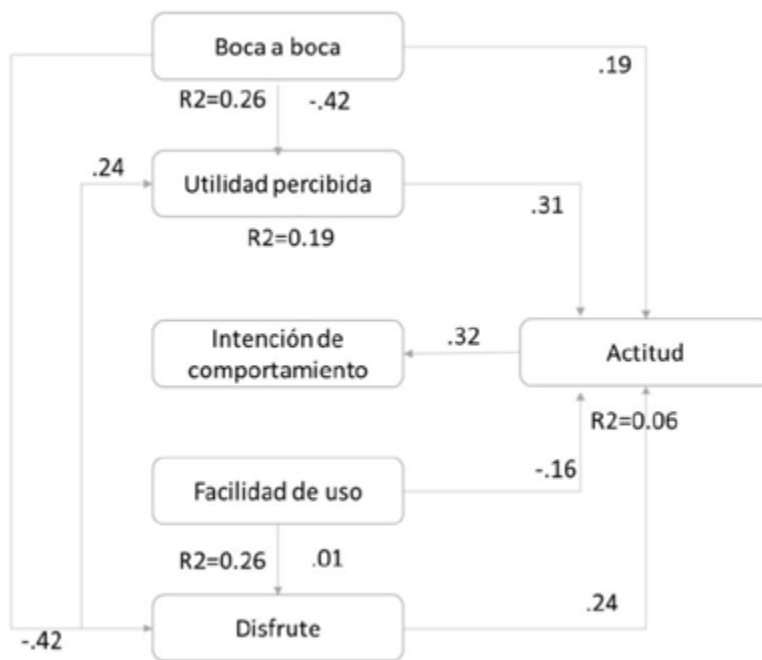 Boca a boca
.19
R2=0.26 -.42
.24
Utilidad percibida
.31
R2=0.19
Intención de
comportamiento
.32
Actitud
R2=0.06
Facilidad de uso
-.16
R2=0.26 .01
Disfrute
.24
-.42